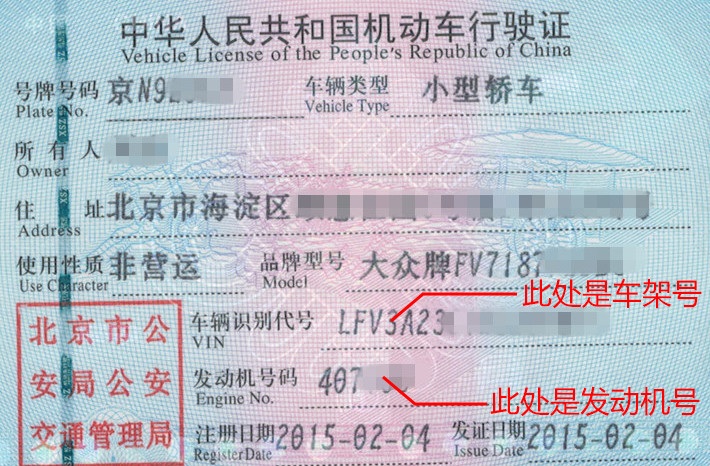 中华人民共和国机动车行驶证
Vehicle License of the People's Republic of China
号牌号码 京N9 车辆类型 小型轿车
Plate No. Vehicle Type
所有人
Owner
住址 北京市海淀区
Address
使用性质 非营运 品牌型号 大众牌FV718
Use Character Model
此处是车架号
北京市公
安局公安
交通管理局
车辆识别代号 LFV3A23
VIN
发动机号码 407
Engine No.
此处是发动机号
注册日期 2015-02-04 发证日期 2015-02-04
Register Date Issue Date